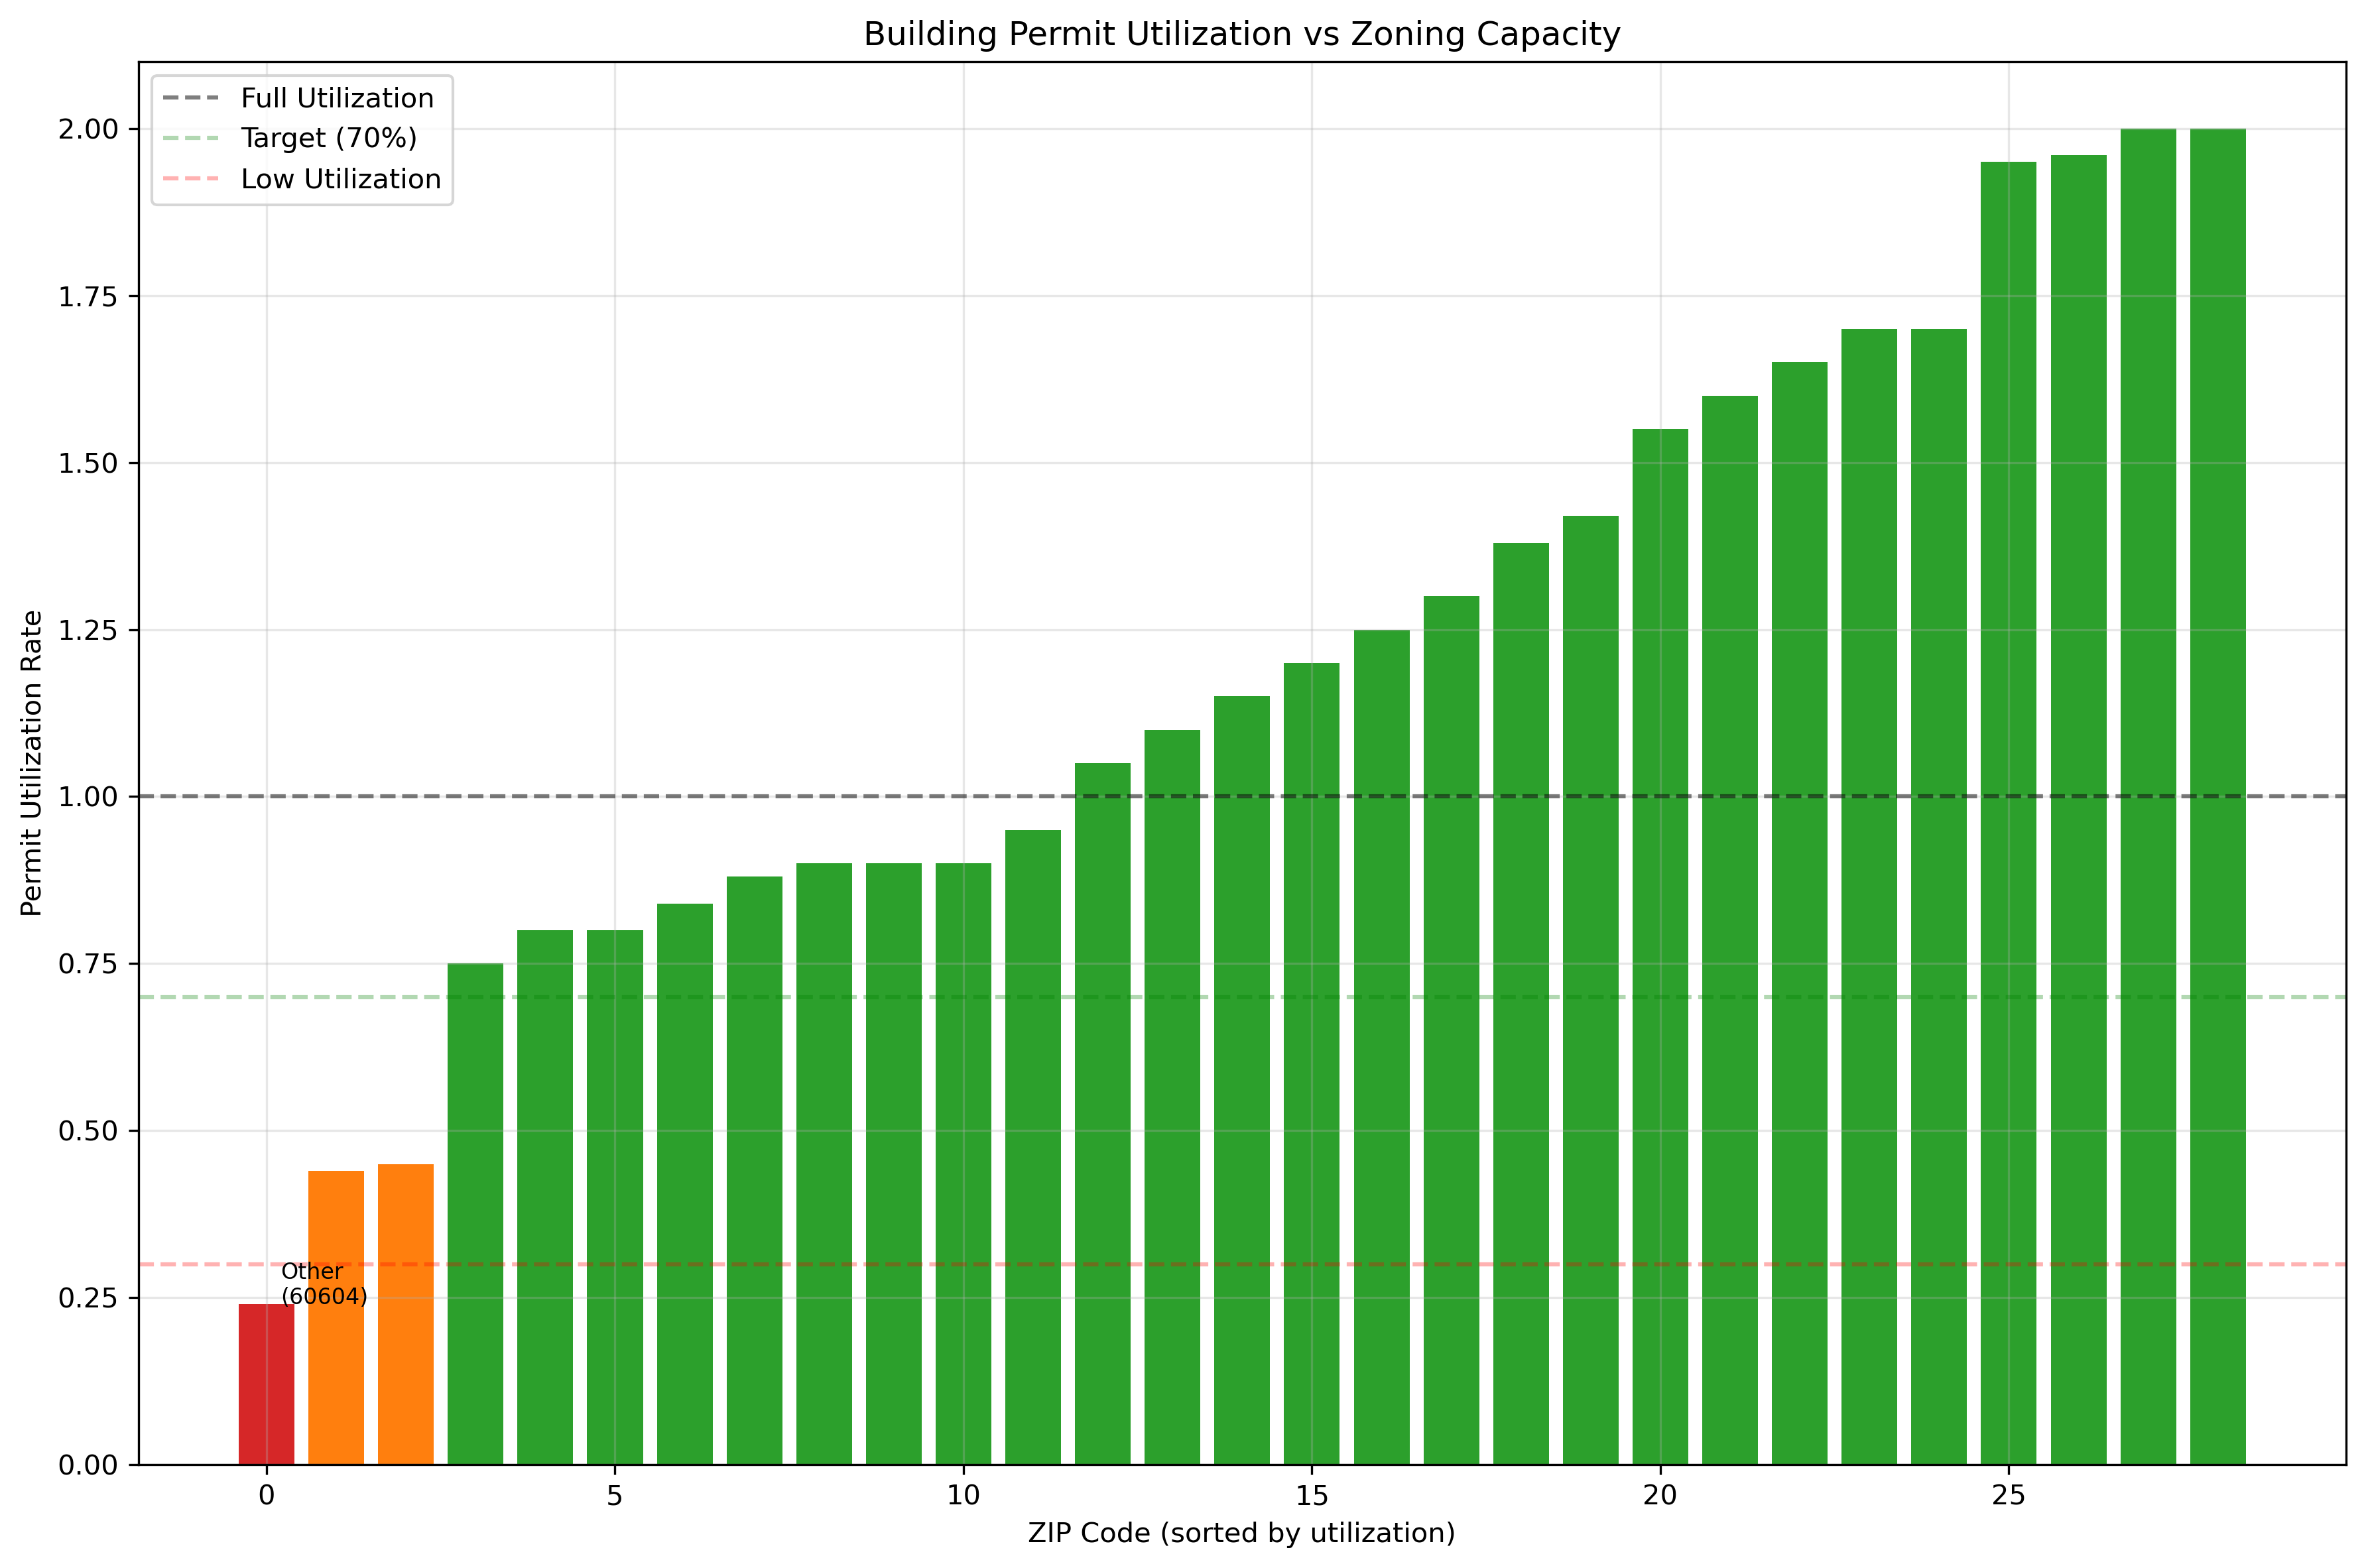 Building Permit Utilization vs Zoning Capacity
Full Utilization
Target (70%)
Low Utilization
2.00
1.75
1.50
1.25
1.00
0.75
0.50
0.25
0.00
Permit Utilization Rate
Other
(60604)
0
5
10
15
20
25
ZIP Code (sorted by utilization)